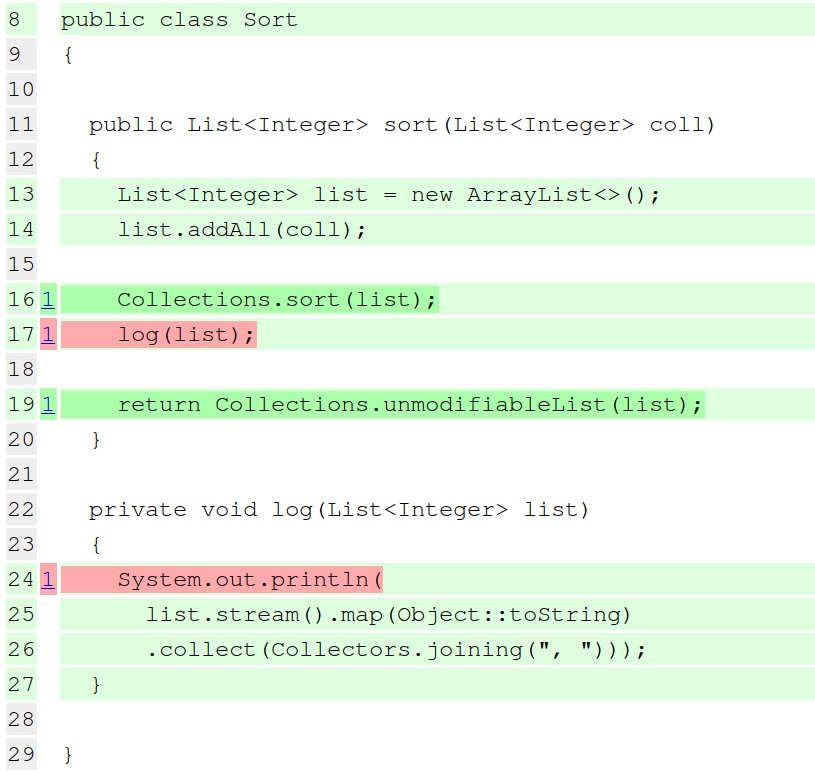 8 public class Sort
9 {
10
11 public List<Integer> sort(List<Integer> coll)
12 {
13 List<Integer> list = new ArrayList<>();
14 list.addAll(coll);
15
16 1 Collections.sort(list);
17 1 log(list);
18
19 1 return Collections.unmodifiableList(list);
20 }
21
22 private void log(List<Integer> list)
23 {
24 1 System.out.println(
25 list.stream().map(Object::toString)
26 .collect(Collectors.joining(", ")));
27 }
28
29 }